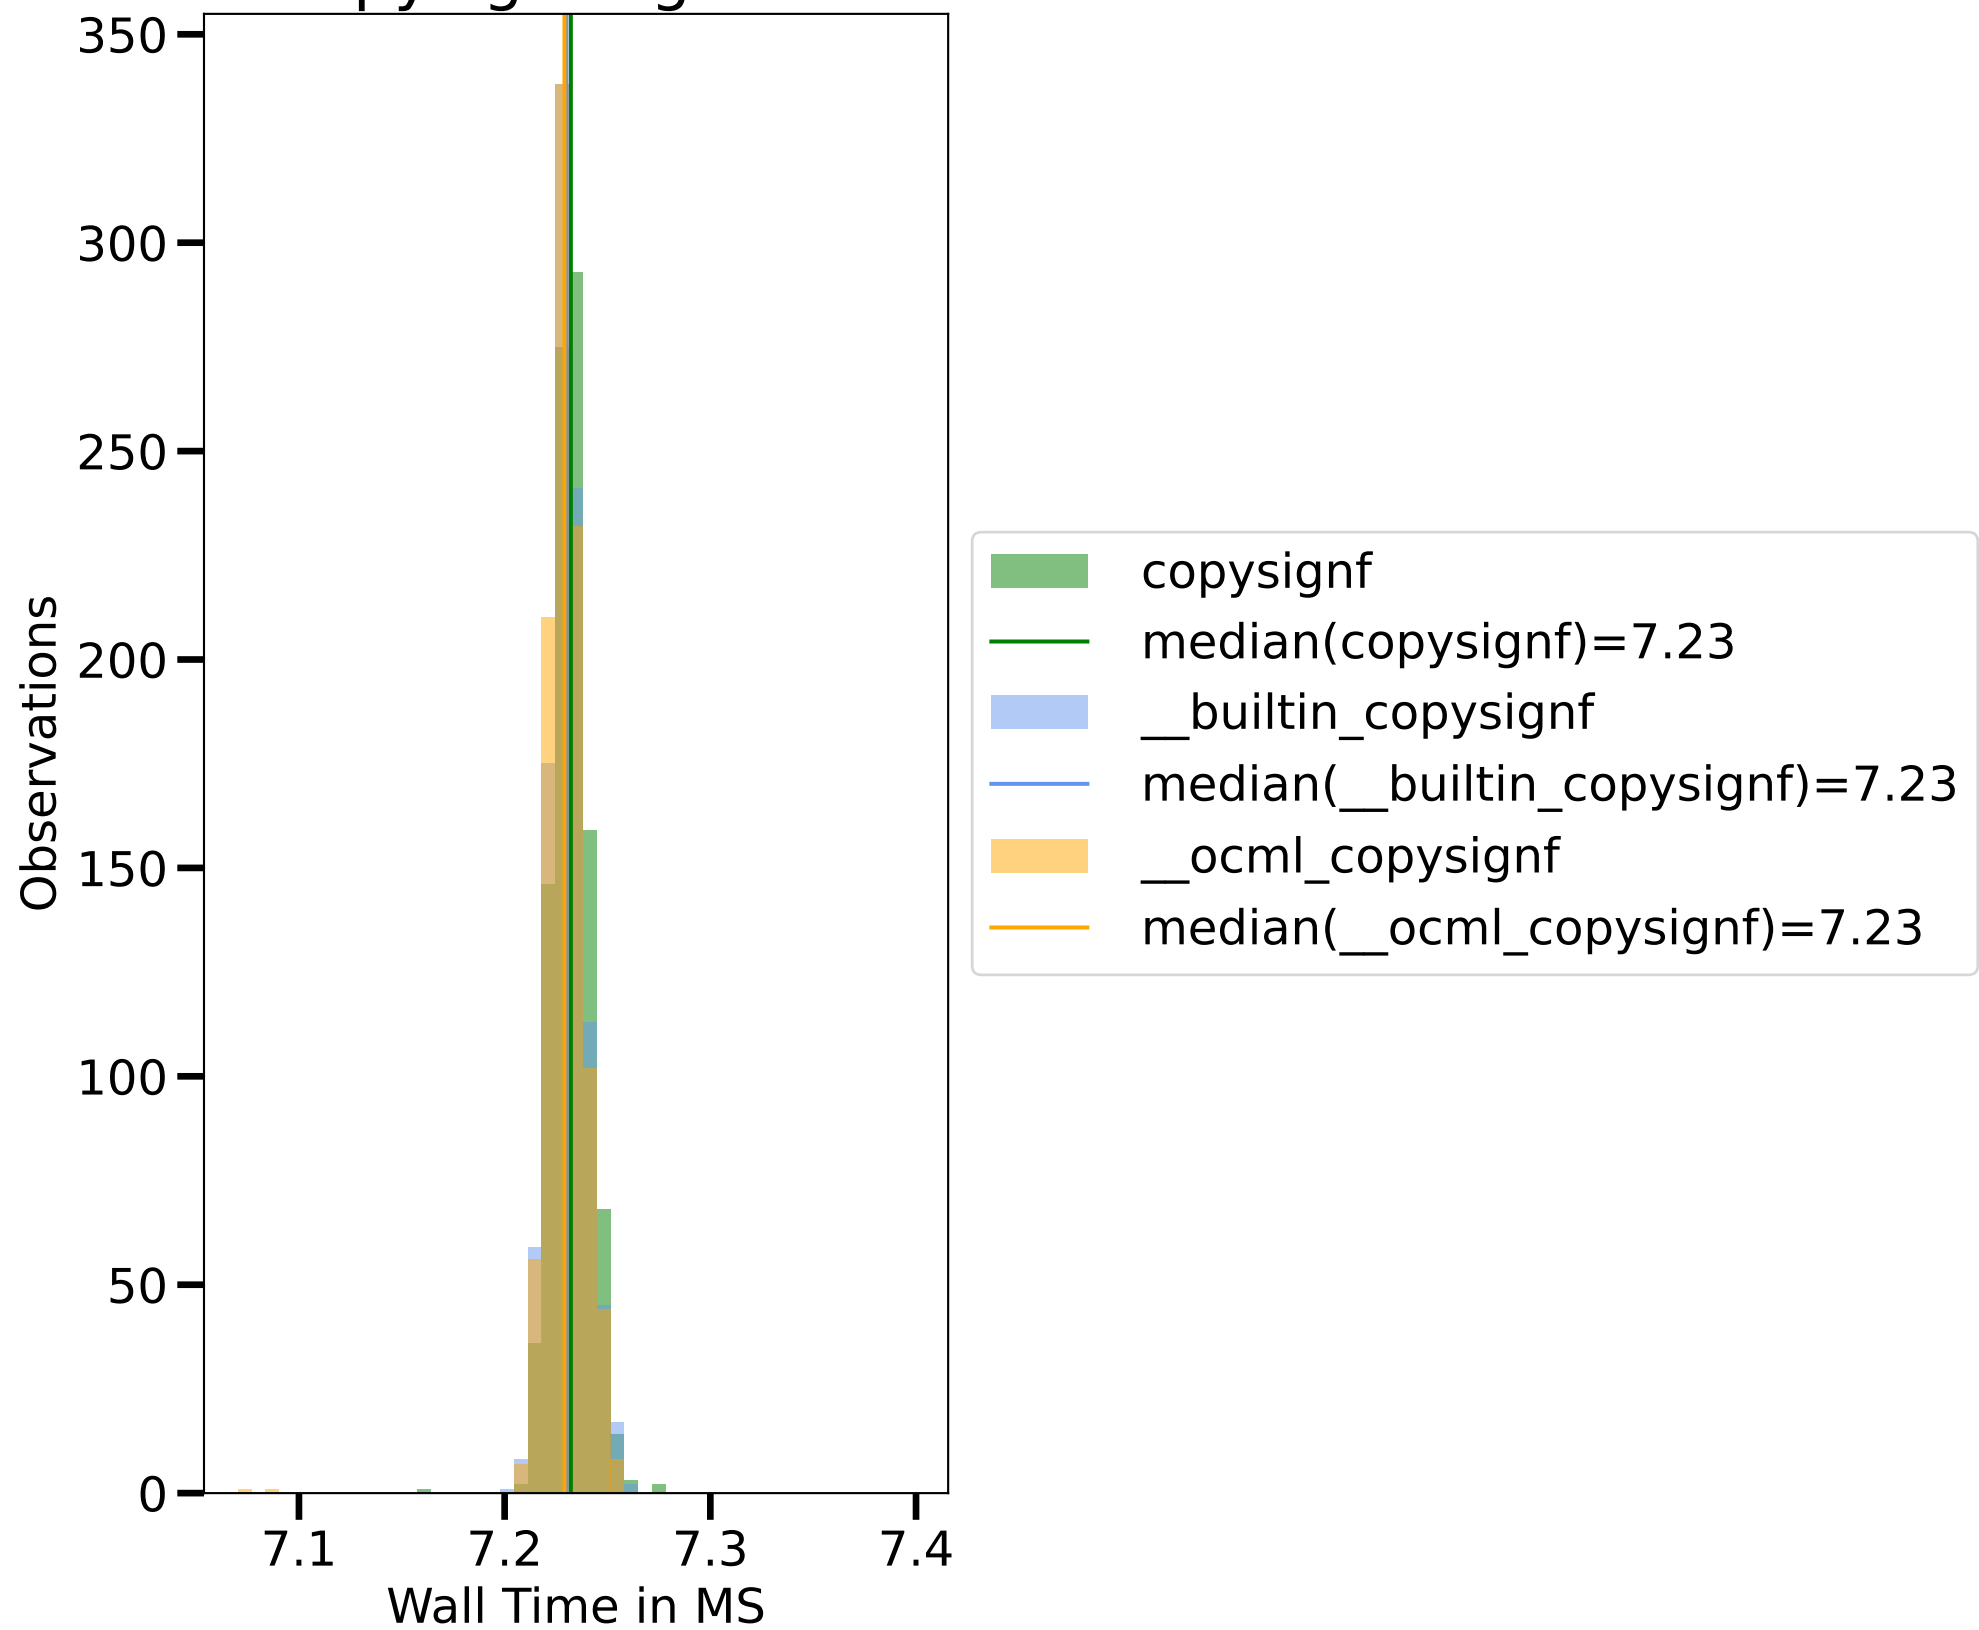 350
300
250
200
150
100
50
0
Observations
7.1 7.2 7.3 7.4
Wall Time in MS
copysignf
median(copysignf)=7.23
__builtin_copysignf
median(__builtin_copysignf)=7.23
__ocml_copysignf
median(__ocml_copysignf)=7.23